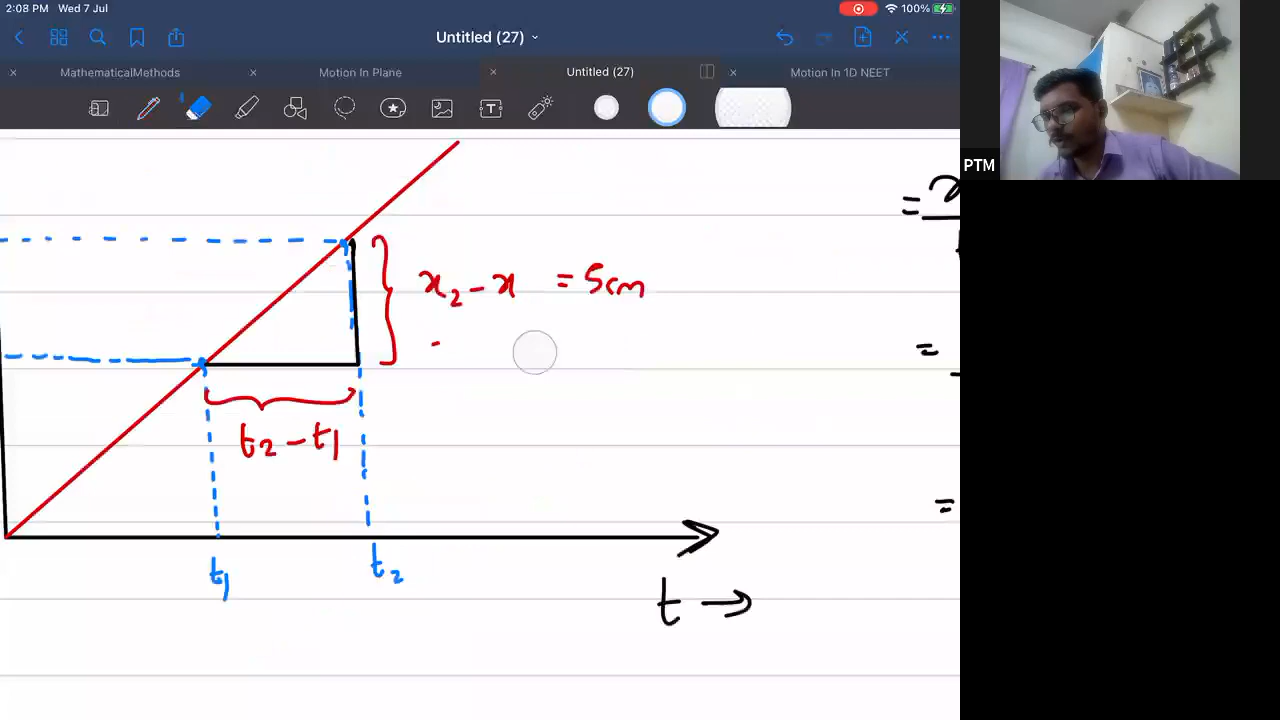 2:08 PM Wed 7 Jul
100%
Untitled (27)
MathematicalMethods
Motion In Plane
Untitled (27)
Motion In 1D NEET
PTM
x₂ - x = 5cm
t₂ - t₁
t₁
t₂
t →
=
=
=